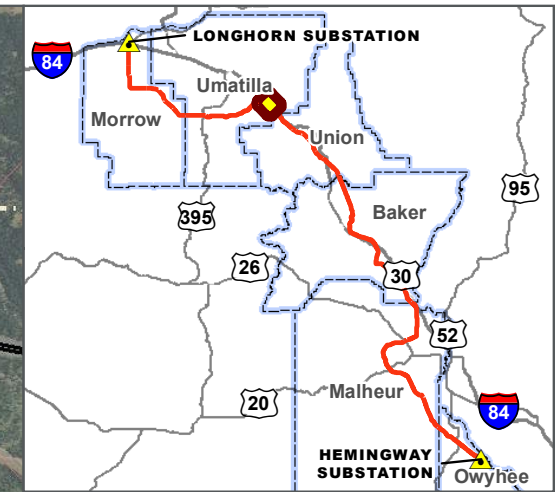 LONGHORN SUBSTATION
84
Umatilla
Morrow
Union
95
Baker
395
26
30
52
Malheur
20
84
HEMINGWAY
SUBSTATION
Owyhee